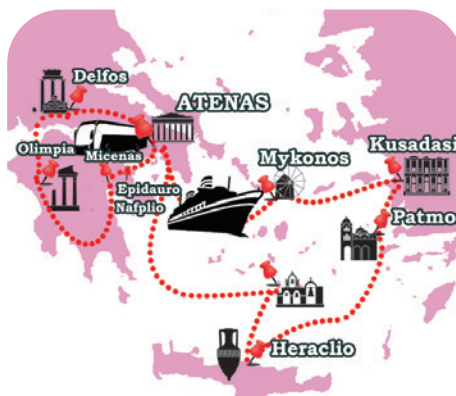 Delfos
ATENAS
Olimpia
Micenas
Epidauro
Nafplio
Mykonos
Kusadasi
Patmo
Heraclio